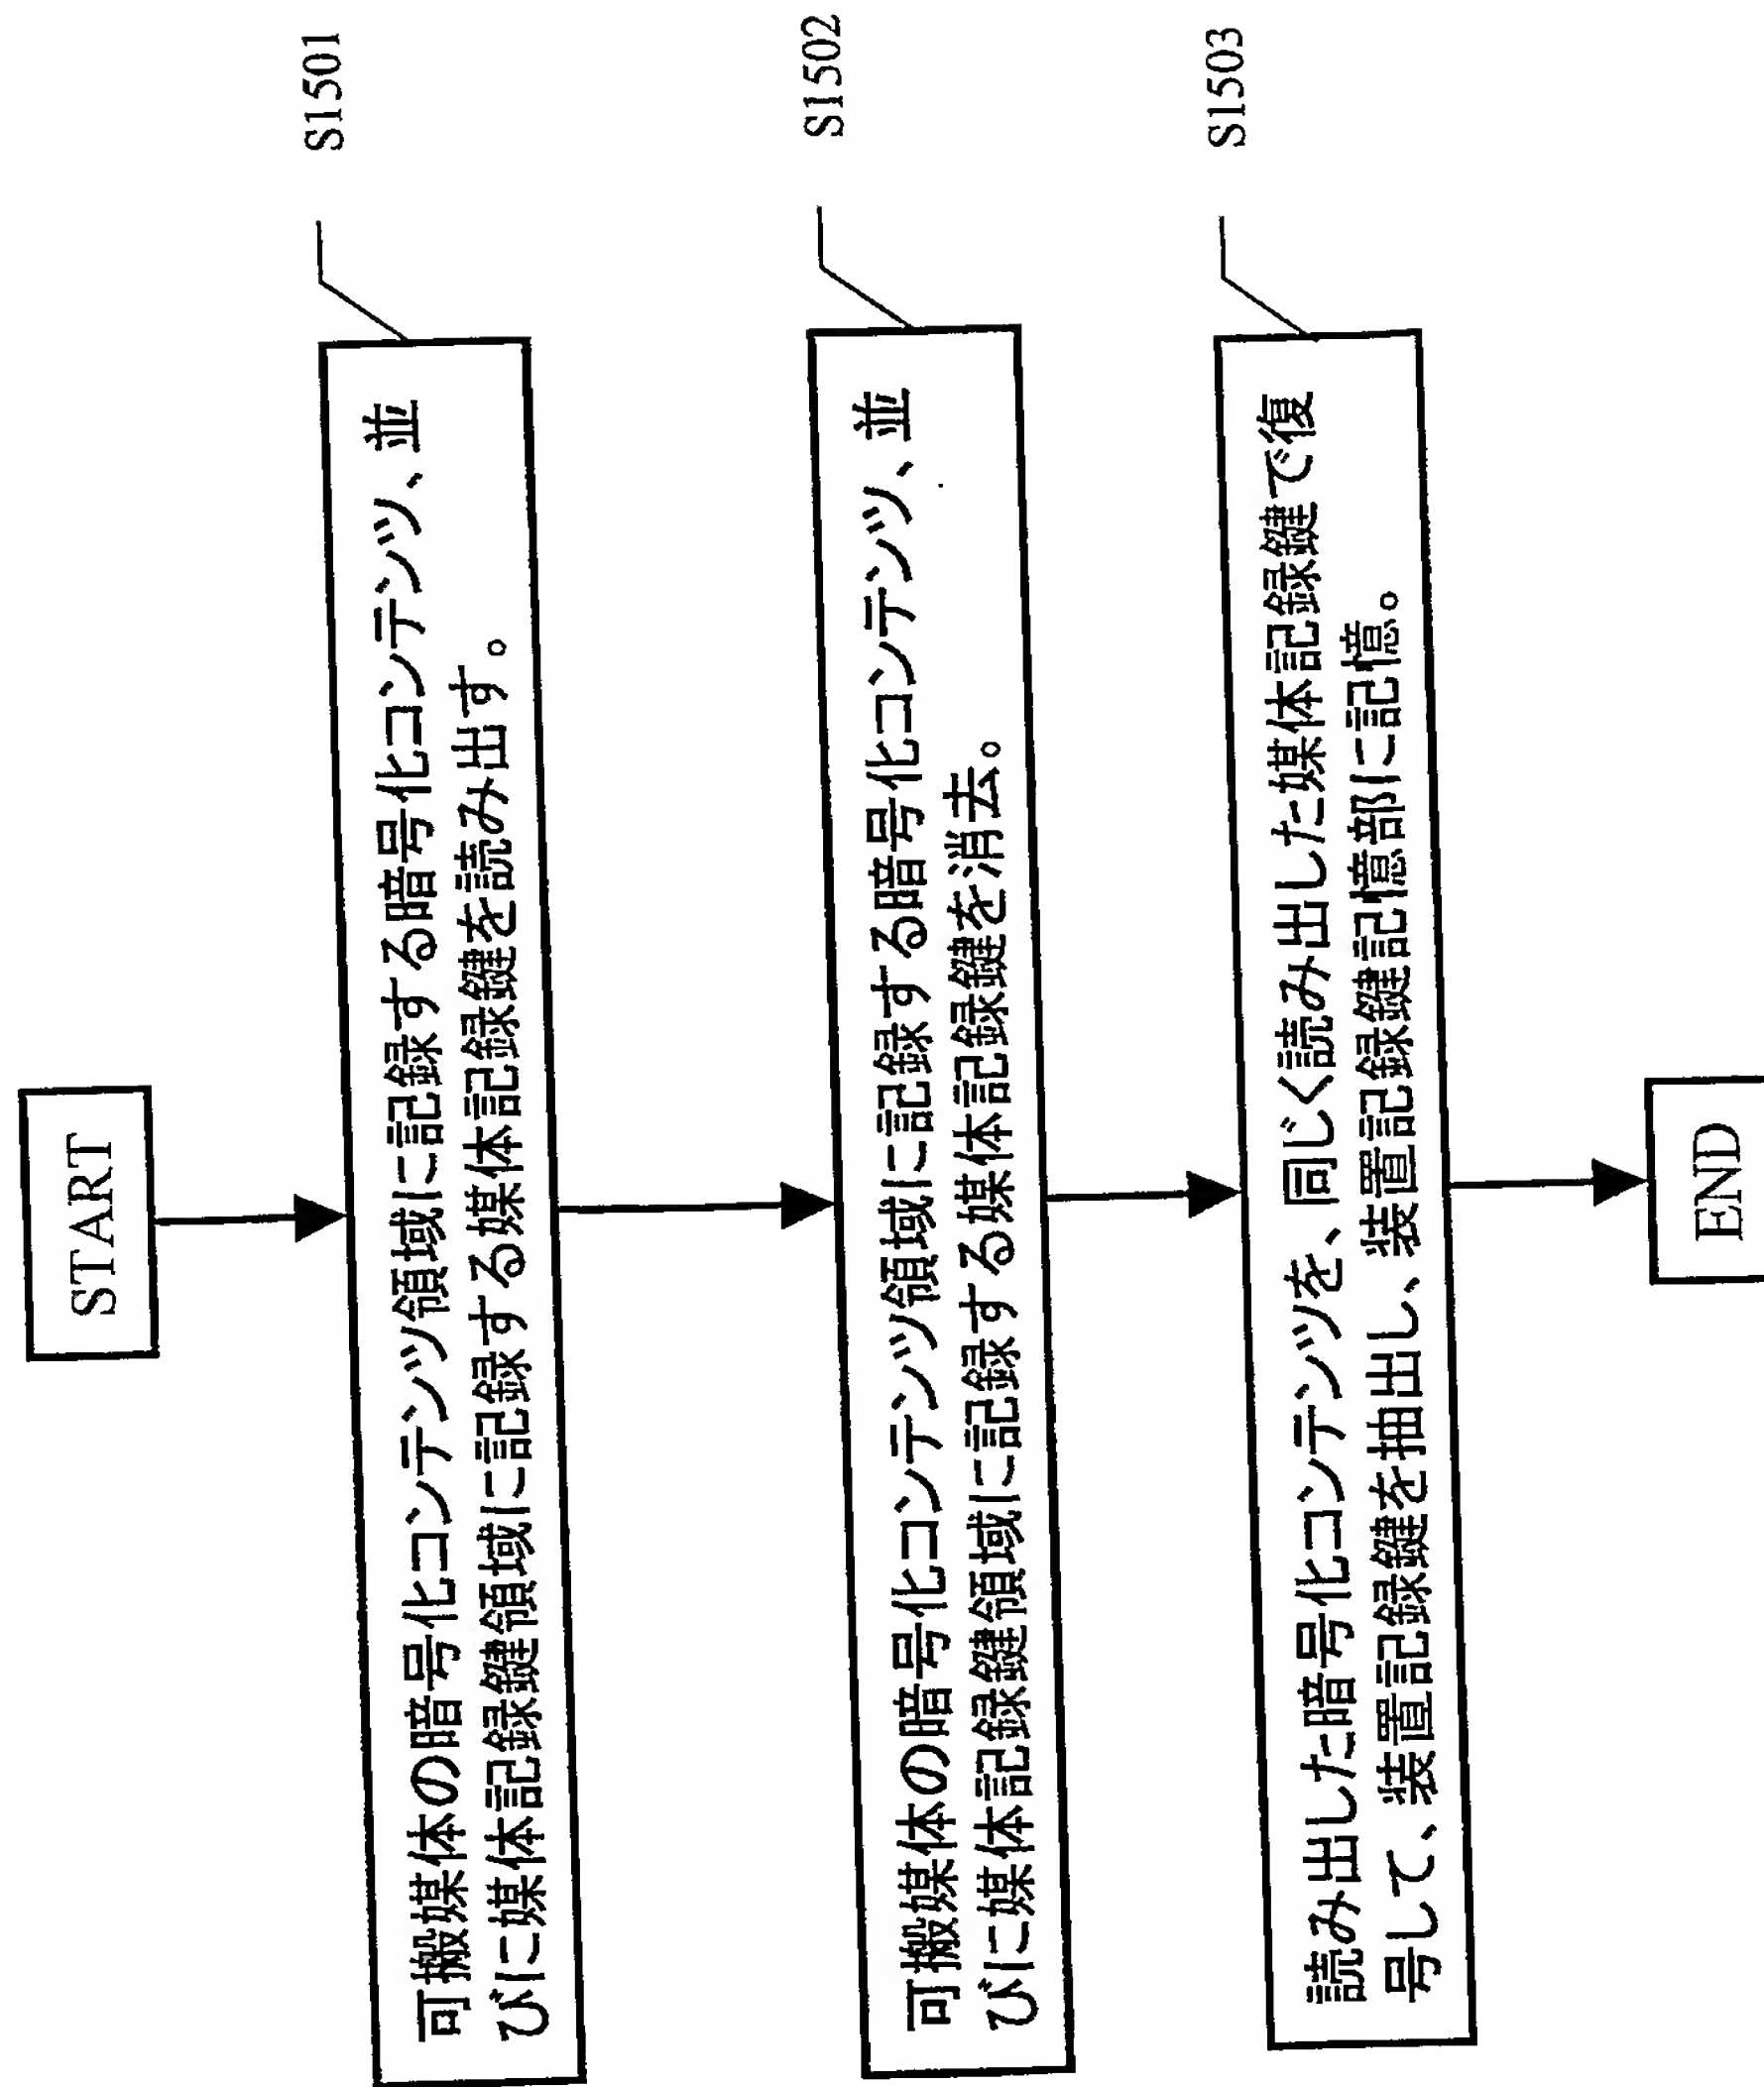 START
S1501
可搬媒体の暗号化コンテンツ領域に記録する暗号化コンテンツ、並
びに媒体記録鍵領域に記録する媒体記録鍵を読み出す。
S1502
可搬媒体の暗号化コンテンツ領域に記録する暗号化コンテンツ、並
びに媒体記録鍵領域に記録する媒体記録鍵を消去。
S1503
読み出した暗号化コンテンツを、同じく読み出した媒体記録鍵で復
号して、装置記録鍵を抽出し、装置記録鍵記憶部に記憶。
END